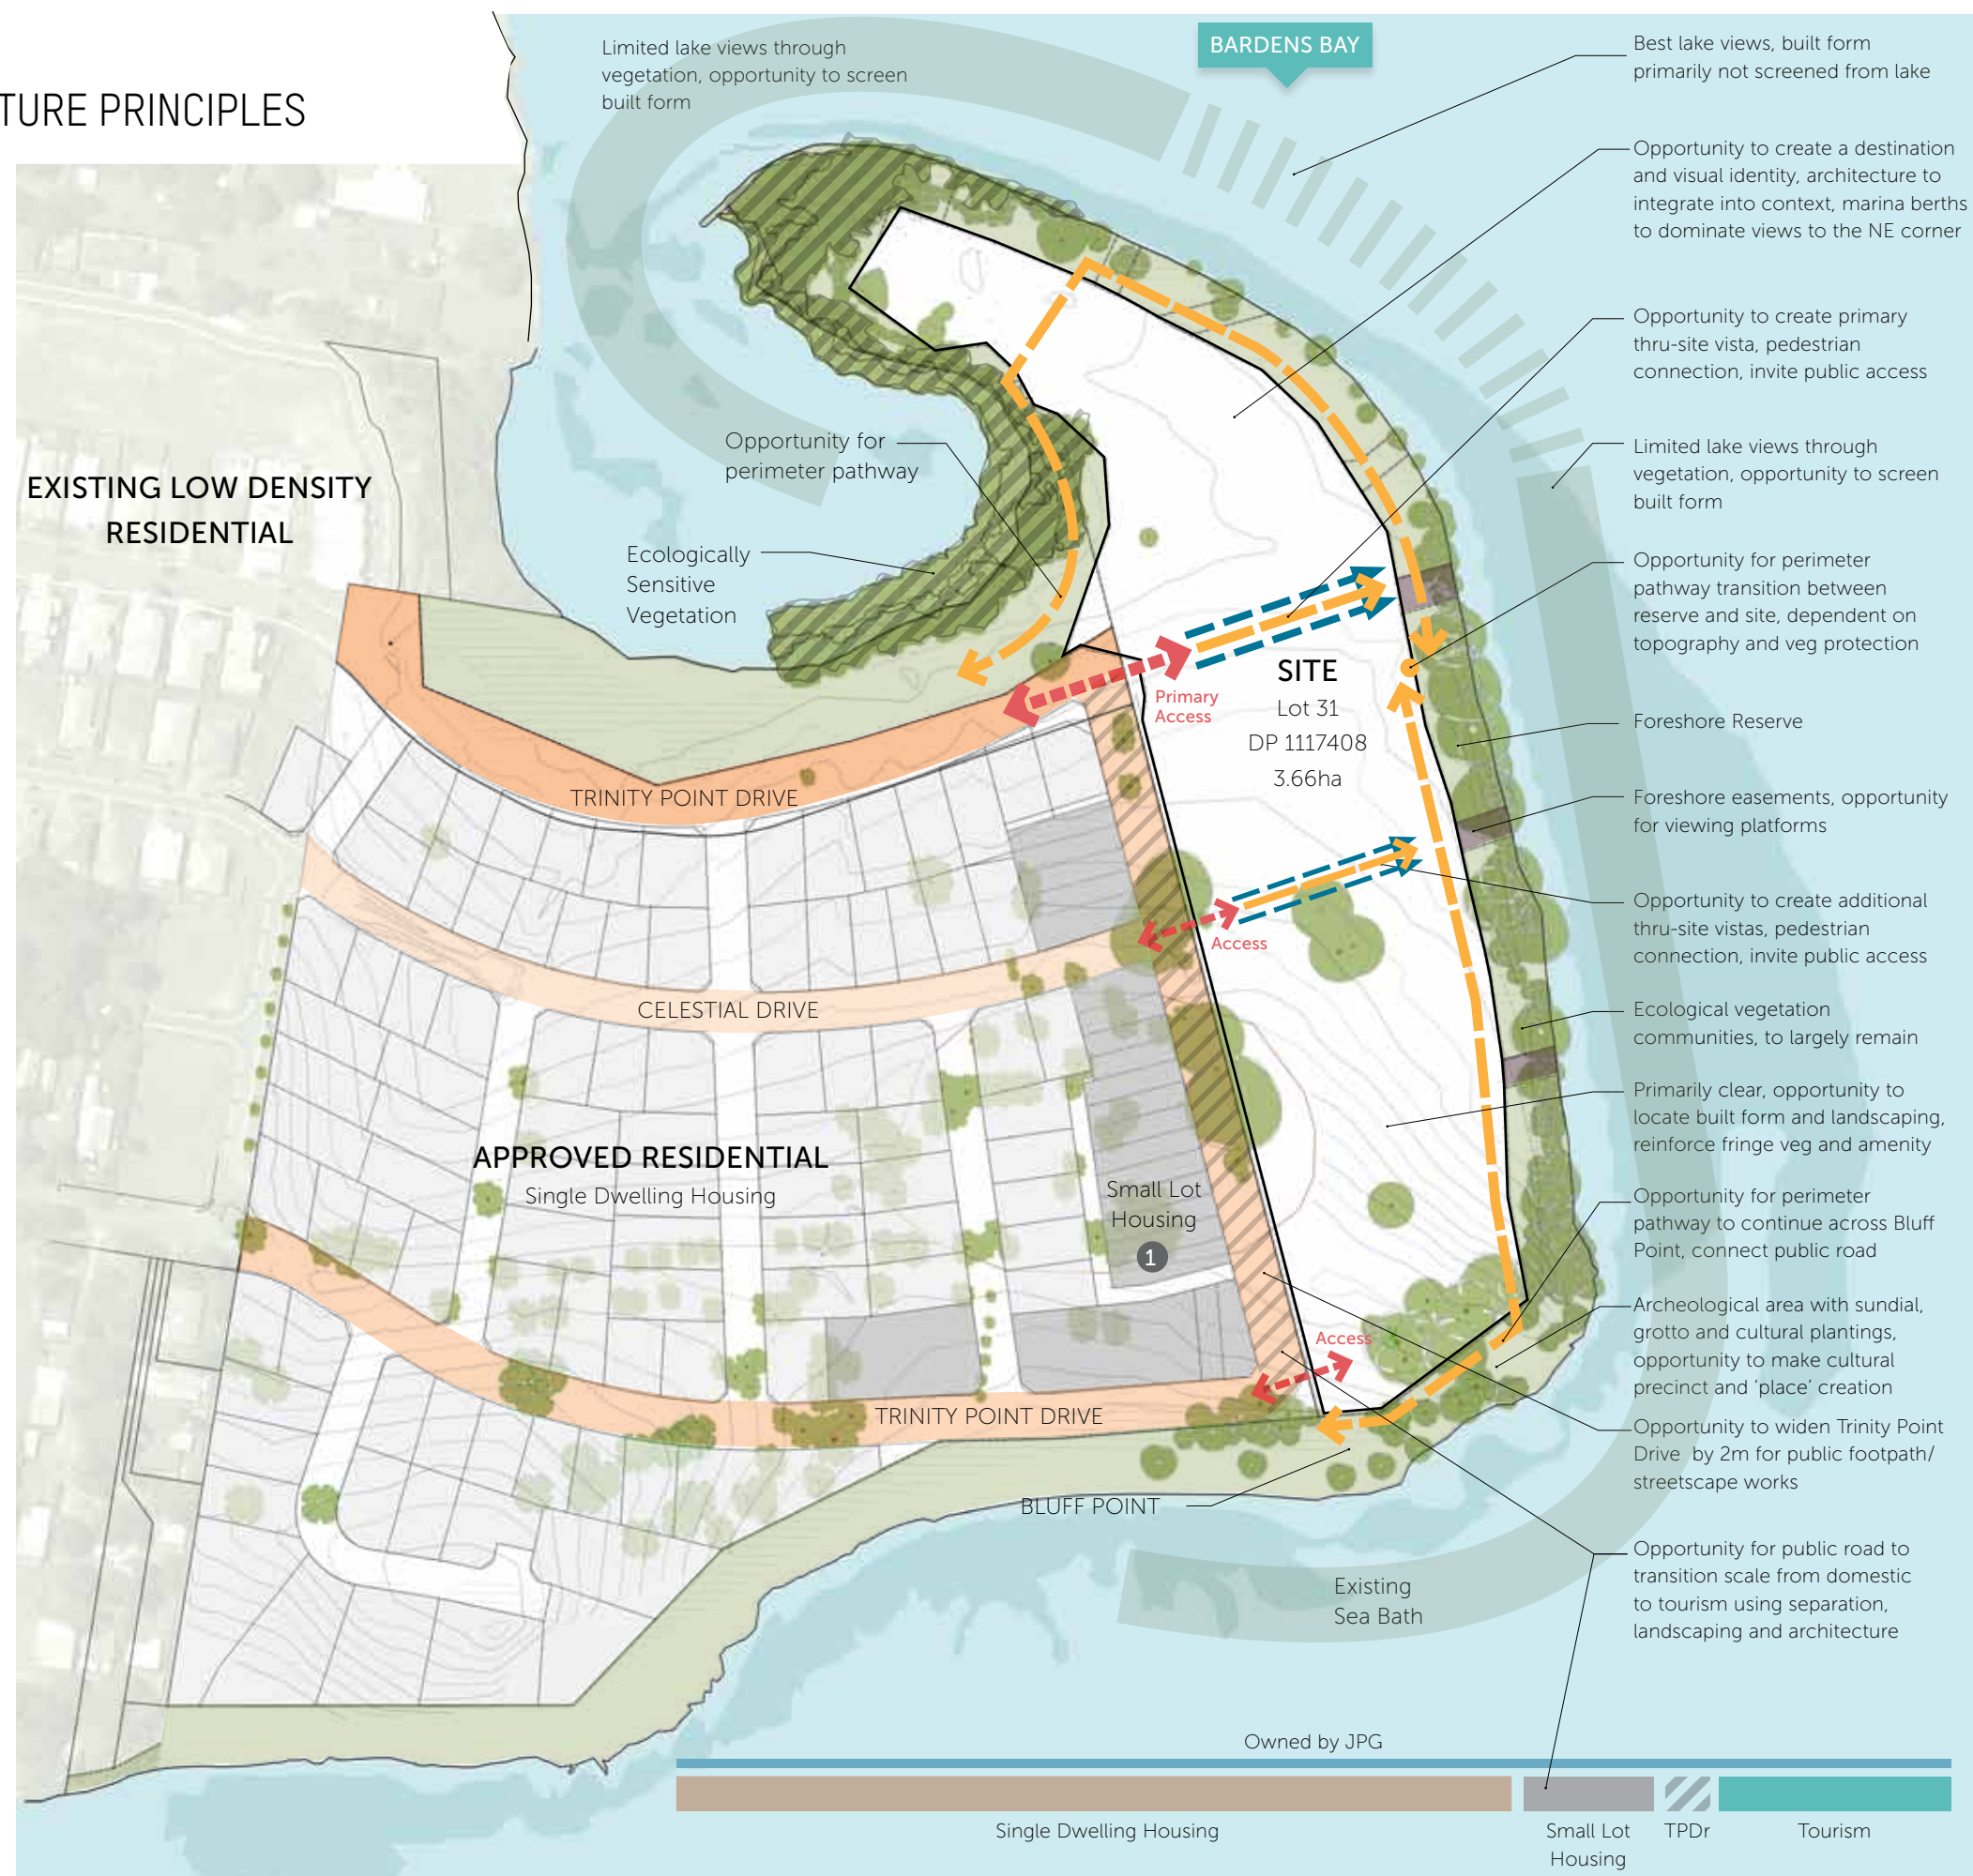 TURE PRINCIPLES
Limited lake views through
vegetation, opportunity to screen
built form
BARDENS BAY
Best lake views, built form
primarily not screened from lake
Opportunity to create a destination
and visual identity, architecture to
integrate into context, marina berths
to dominate views to the NE corner
Opportunity to create primary
thru-site vista, pedestrian
connection, invite public access
Limited lake views through
vegetation, opportunity to screen
built form
Opportunity for perimeter
pathway transition between
reserve and site, dependent on
topography and veg protection
Foreshore Reserve
Foreshore easements, opportunity
for viewing platforms
Opportunity to create additional
thru-site vistas, pedestrian
connection, invite public access
Ecological vegetation
communities, to largely remain
Primarily clear, opportunity to
locate built form and landscaping,
reinforce fringe veg and amenity
Opportunity for perimeter
pathway to continue across Bluff
Point, connect public road
Archeological area with sundial,
grotto and cultural plantings,
opportunity to make cultural
precinct and ‘place’ creation
Opportunity to widen Trinity Point
Drive by 2m for public footpath/
streetscape works
Opportunity for public road to
transition scale from domestic
to tourism using separation,
landscaping and architecture
EXISTING LOW DENSITY
RESIDENTIAL
Opportunity for
perimeter pathway
Ecologically
Sensitive
Vegetation
Primary
Access
SITE
Lot 31
DP 1117408
3.66ha
TRINITY POINT DRIVE
Access
CELESTIAL DRIVE
APPROVED RESIDENTIAL
Single Dwelling Housing
Small Lot
Housing
1
Access
TRINITY POINT DRIVE
BLUFF POINT
Existing
Sea Bath
Owned by JPG
Single Dwelling Housing
Small Lot
Housing
TPDr
Tourism